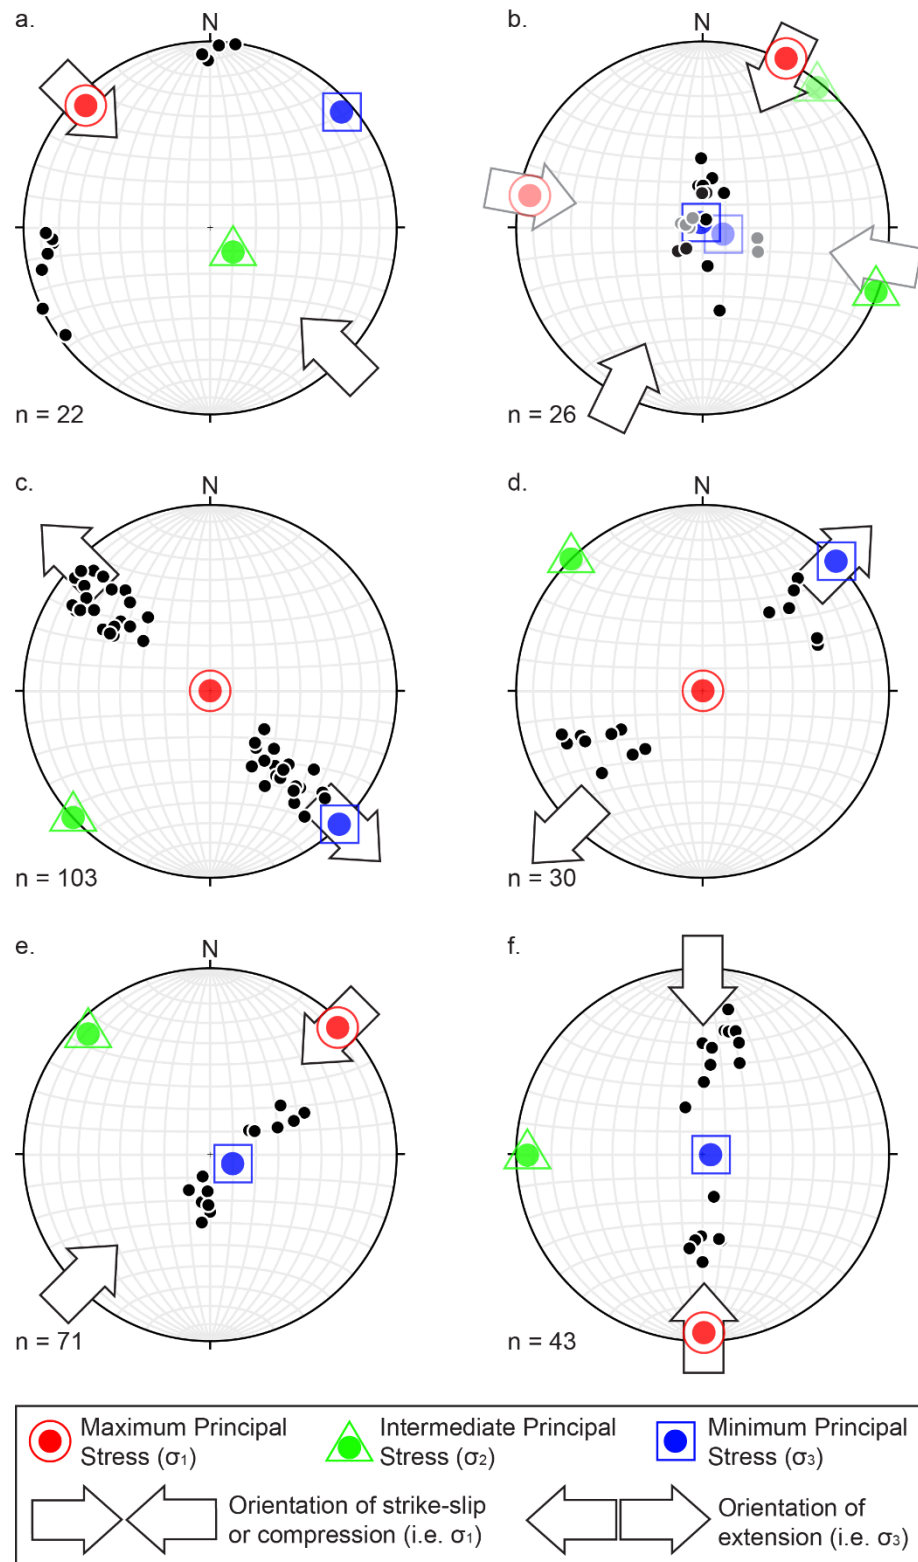 a.
N
n = 22
b.
N
n = 26
c.
N
n = 103
d.
N
n = 30
e.
N
n = 71
f.
n = 43
Maximum Principal
Stress (σ₁)
Intermediate Principal
Stress (σ₂)
Minimum Principal
Stress (σ₃)
Orientation of strike-slip
or compression (i.e. σ₁)
Orientation of
extension (i.e. σ₃)